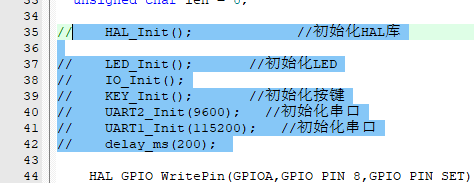 33 unsigned char len = 0;
34
35 // HAL_Init(); //初始化HAL库
36
37 // LED_Init(); //初始化LED
38 // IO_Init();
39 // KEY_Init(); //初始化按键
40 // UART2_Init(9600); //初始化串口
41 // UART1_Init(115200); //初始化串口
42 // delay_ms(200);
43
44 HAL_GPIO_WritePin(GPIOA,GPIO_PIN_8,GPIO_PIN_SET)